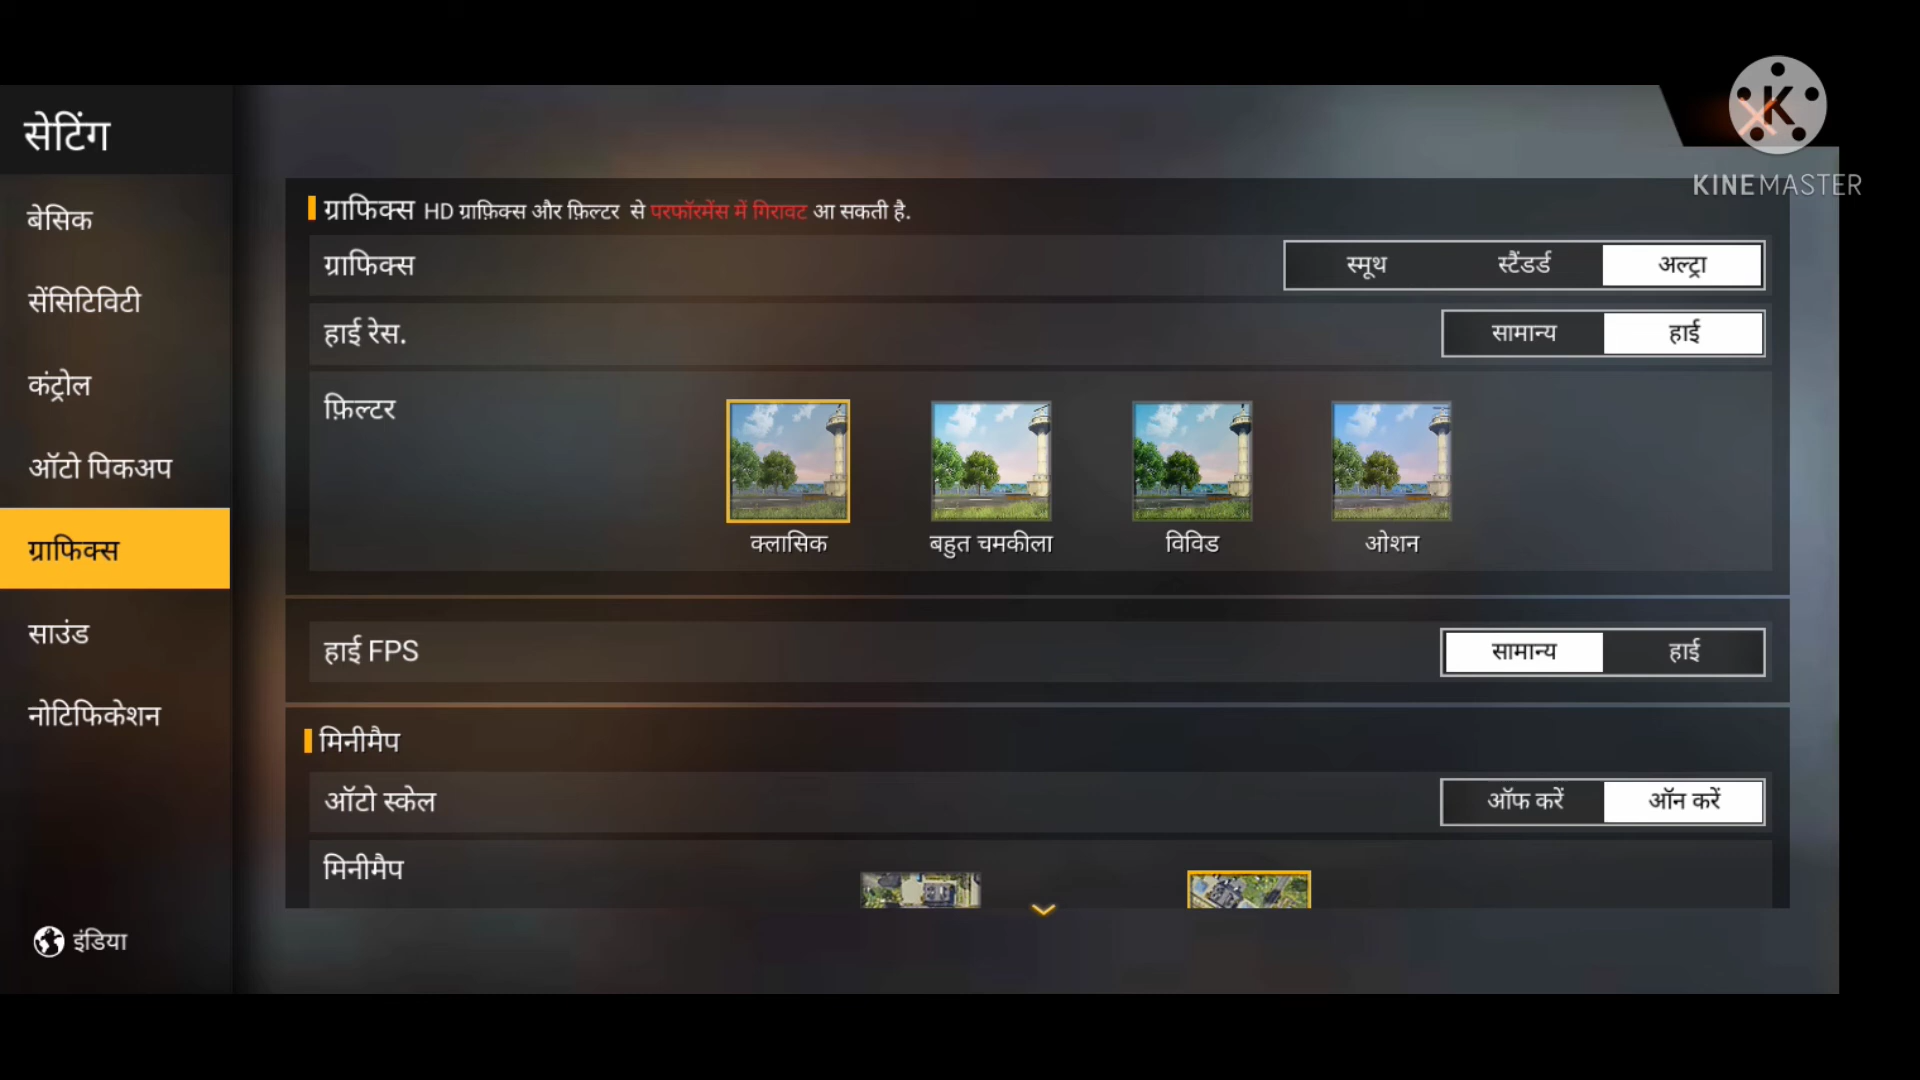 सेटिंग
बेसिक
सेंसिटिविटी
कंट्रोल
ऑटो पिकअप
ग्राफिक्स
साउंड
नोटिफिकेशन
इंडिया
ग्राफिक्स HD ग्राफ़िक्स और फ़िल्टर से परफॉरमेंस में गिरावट आ सकती है.
ग्राफिक्स
स्मूथ स्टैंडर्ड अल्ट्रा
हाई रेस.
सामान्य हाई
फ़िल्टर
क्लासिक बहुत चमकीला विविड ओशन
हाई FPS
सामान्य हाई
मिनीमैप
ऑटो स्केल
ऑफ करें ऑन करें
मिनीमैप
K
KINEMASTER